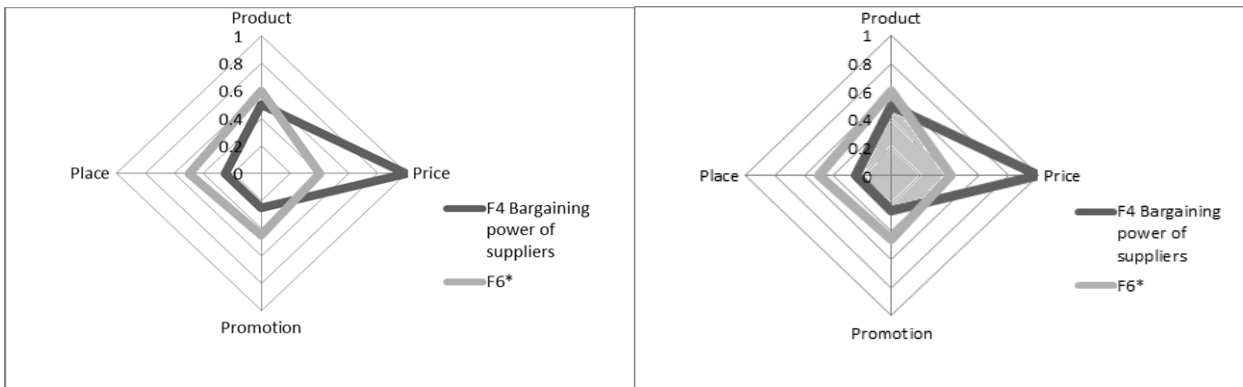 Product
1
0.8
0.6
0.4
0.2
0
Place
Price
F4 Bargaining
power of
suppliers
F6*
Promotion
Product
1
0.8
0.6
0.4
0.2
0
Place
Price
F4 Bargaining
power of
suppliers
F6*
Promotion